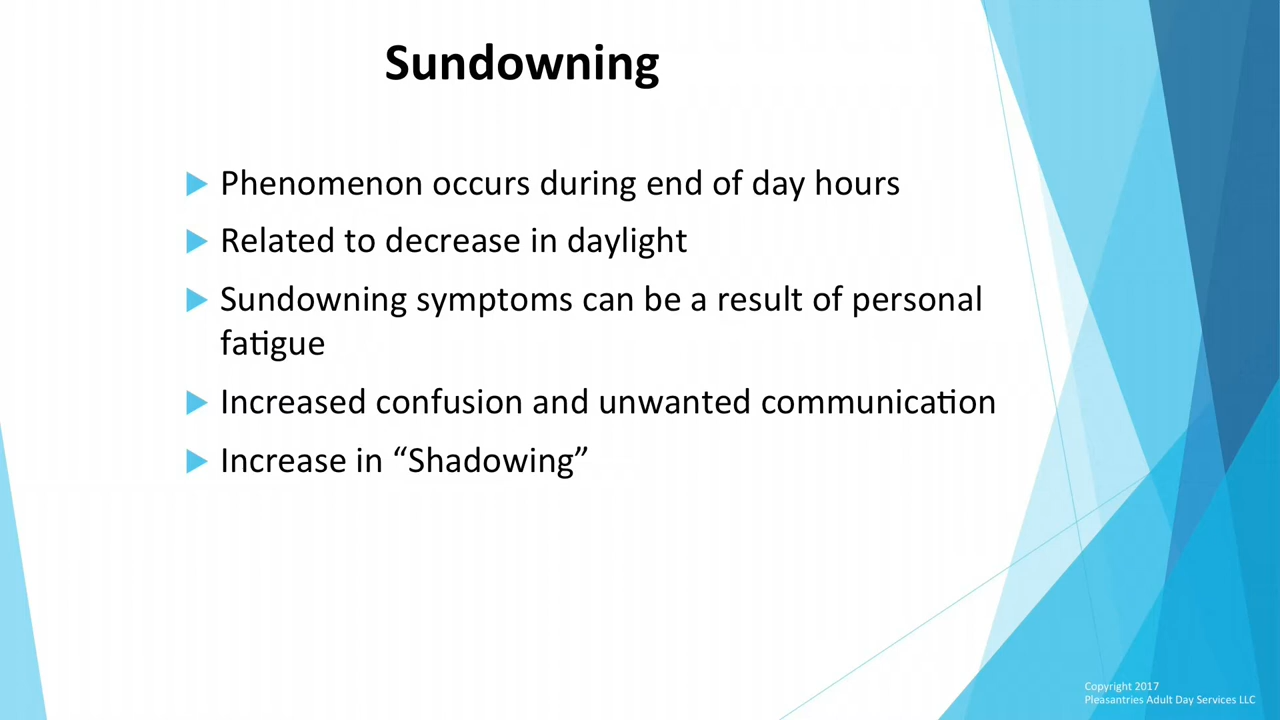 Sundowning
Phenomenon occurs during end of day hours
Related to decrease in daylight
Sundowning symptoms can be a result of personal
fatigue
Increased confusion and unwanted communication
Increase in “Shadowing”
Copyright 2017
Pleasantries Adult Day Services LLC